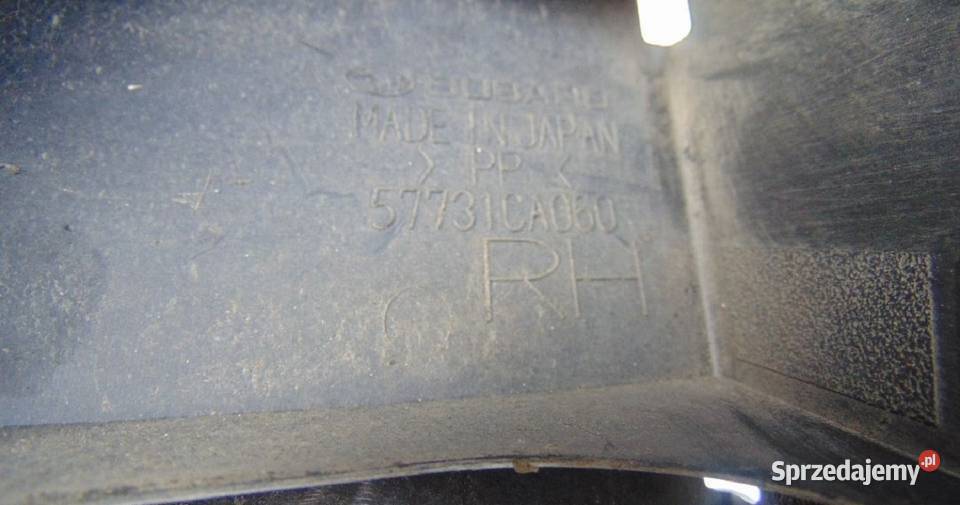 SUBARU
MADE IN JAPAN
> PP <
57731CA060
RH
Sprzedajemy.pl